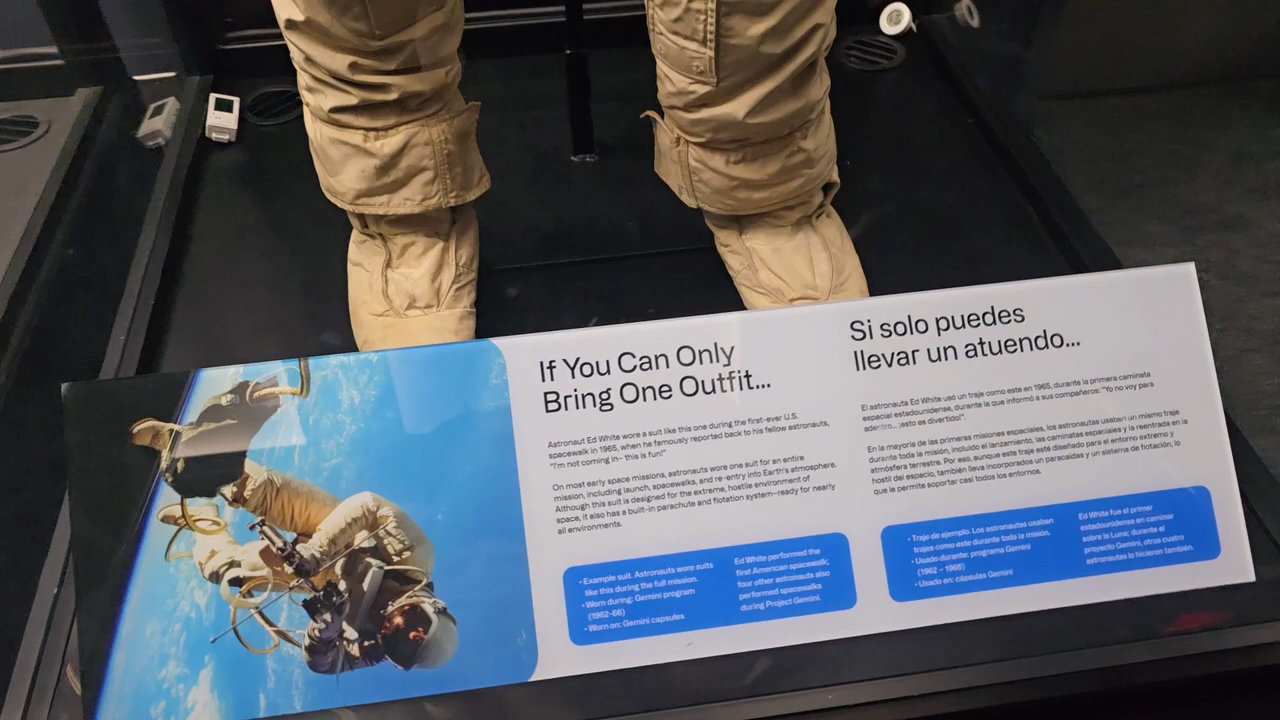 If You Can Only
Bring One Outfit...
Astronaut Ed White wore a suit like this one during the first-ever U.S.
spacewalk in 1965, when he famously reported back to his fellow astronauts,
"I'm not coming in– this is fun!"
On most early space missions, astronauts wore one suit for an entire
mission, including launch, spacewalks, and re-entry into Earth's atmosphere.
Although this suit is designed for the extreme, hostile environment of
space, it also has a built-in parachute and flotation system–ready for nearly
all environments.
• Example suit. Astronauts wore suits
like this during the full mission.
• Worn during: Gemini program
(1962-66)
• Worn on: Gemini capsules
Ed White performed the
first American spacewalk;
four other astronauts also
performed spacewalks
during Project Gemini.
Si solo puedes
llevar un atuendo...
El astronauta Ed White usó un traje como este en 1965, durante la primera caminata
espacial estadounidense, durante la que informó a sus compañeros: "Yo no voy para
adentro... ¡esto es divertido!"
En la mayoría de las primeras misiones espaciales, los astronautas usaban un mismo traje
durante toda la misión, incluido el lanzamiento, las caminatas espaciales y la reentrada en la
atmósfera terrestre. Por eso, aunque este traje esté diseñado para el entorno extremo y
hostil del espacio, también lleva incorporados un paracaídas y un sistema de flotación, lo
que le permite soportar casi todos los entornos.
• Traje de ejemplo. Los astronautas usaban
trajes como este durante toda la misión.
• Usado durante: programa Gemini
(1962 – 1966)
• Usado en: cápsulas Gemini
Ed White fue el primer
estadounidense en caminar
sobre la Luna; durante el
proyecto Gemini, otros cuatro
astronautas lo hicieron también.